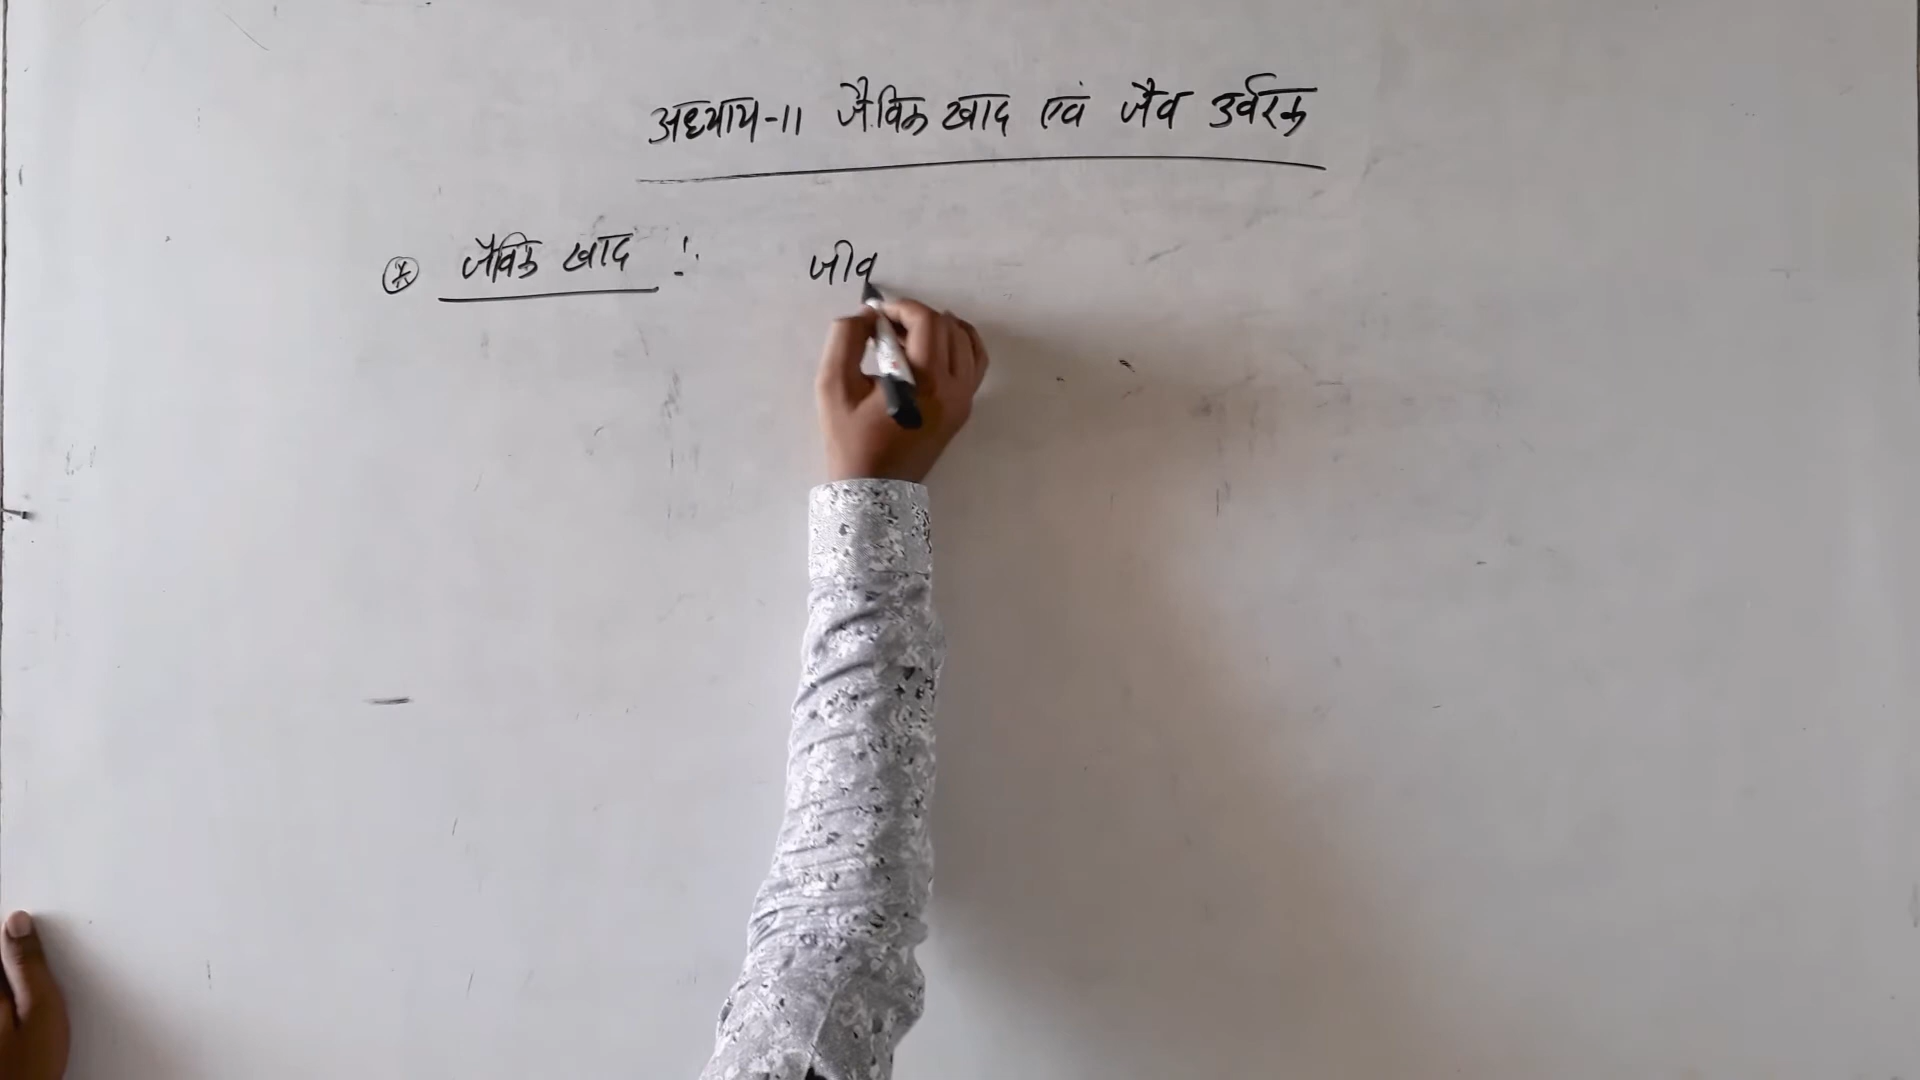 अध्याय-11 जैविक खाद एवं जैव उर्वरक
* जैविक खाद :- जीव